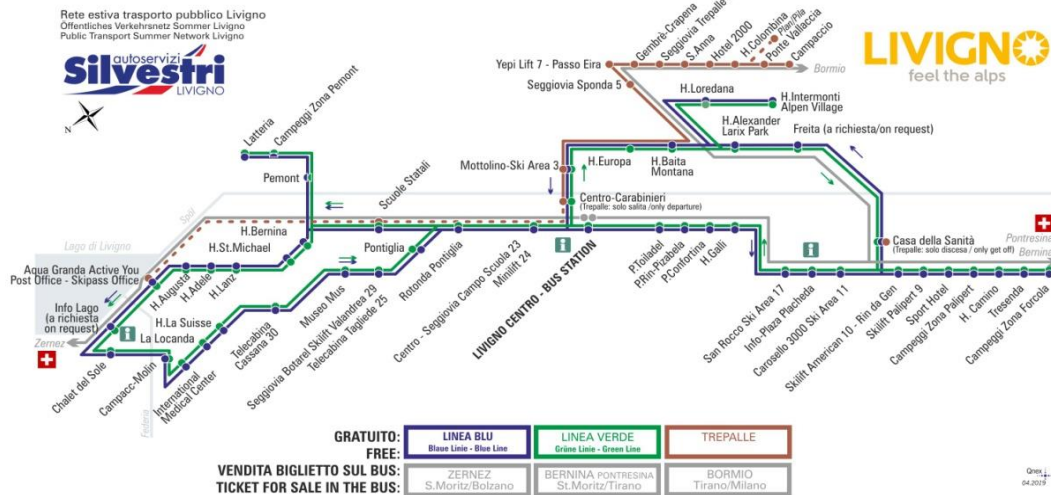 Rete estiva trasporto pubblico Livigno
Öffentliches Verkehrsnetz Sommer Livigno
Public Transport Summer Network Livigno
autoservizi
Silvestri
LIVIGNO
N
LIVIGNO
feel the alps
Gembrè-Crapena
Seggiovia Trepalle
S.Anna
Hotel 2000
H.Colombina
Plan/Pila
Ponte Vallaccia
Campaccio
Yepi Lift 7 - Passo Eira
Bormio
Seggiovia Sponda 5
H.Loredana
H.Intermonti
Alpen Village
H.Alexander
Larix Park
Freita (a richiesta/on request)
Latteria
Campeggi Zona Pemont
Pemont
Scuole Statali
Mottolino-Ski Area 3
H.Europa
H.Baita
Montana
Centro-Carabinieri
(Trepalle: solo salita /only departure)
Spöl
Lago di Livigno
H.Bernina
H.St.Michael
Pontiglia
Aqua Granda Active You
Post Office - Skipass Office
H.Augusta
H.Adele
H.Lanz
Rotonda Pontiglia
Centro - Seggiovia Campo Scuola 23
Minilift 24
LIVIGNO CENTRO - BUS STATION
i
P.Tolladel
P.Rin-Pizabela
P.Confortina
H.Galli
i
Casa della Sanità
(Trepalle: solo discesa / only get off)
Pontresina
Bernina
Info Lago
(a richiesta
on request)
Zernez
i
H.La Suisse
La Locanda
Telecabina
Cassana 30
Museo Mus
Seggiovia Botarel Skilift Valandrea 29
Telecabina Tagliede 25
Chalet del Sole
Campacc-Molin
International
Medical Center
Federia
San Rocco Ski Area 17
Info-Plaza Placheda
Carosello 3000 Ski Area 11
Skilift American 10 - Rin da Gen
Skilift Palipert 9
Sport Hotel
Campeggi Zona Palipert
H. Camino
Tresenda
Campeggi Zona Forcola
GRATUITO:
FREE:
LINEA BLU
Blaue Linie - Blue Line
LINEA VERDE
Grüne Linie - Green Line
TREPALLE
VENDITA BIGLIETTO SUL BUS:
TICKET FOR SALE IN THE BUS:
ZERNEZ
S.Moritz/Bolzano
BERNINA PONTRESINA
St.Moritz/Tirano
BORMIO
Tirano/Milano
Qnex
04.2019